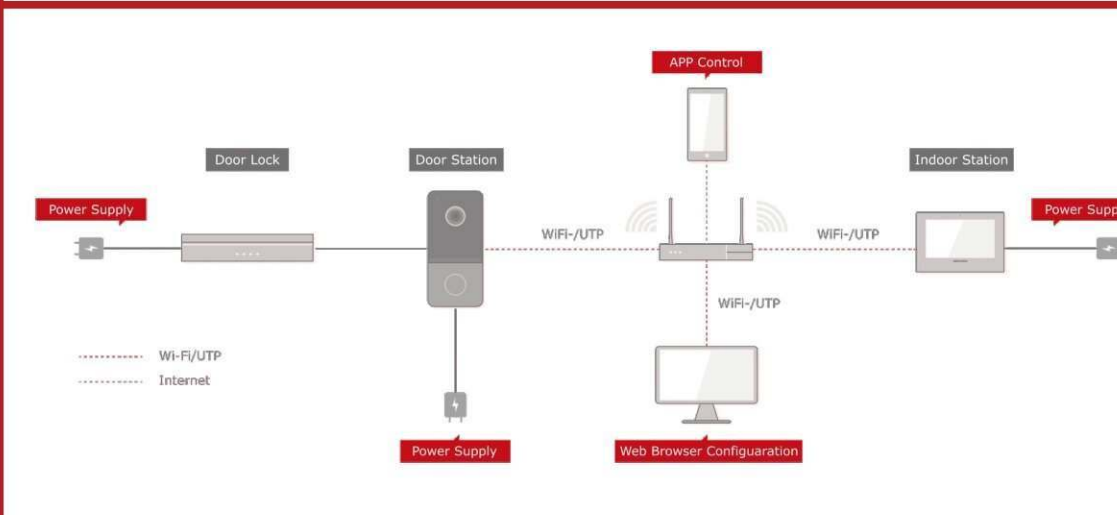 APP Control
Door Lock
Door Station
Indoor Station
Power Supply
Power Supp
WiFi-/UTP
WiFi-/UTP
WiFi-/UTP
Wi-Fi/UTP
Internet
Power Supply
Web Browser Configuaration